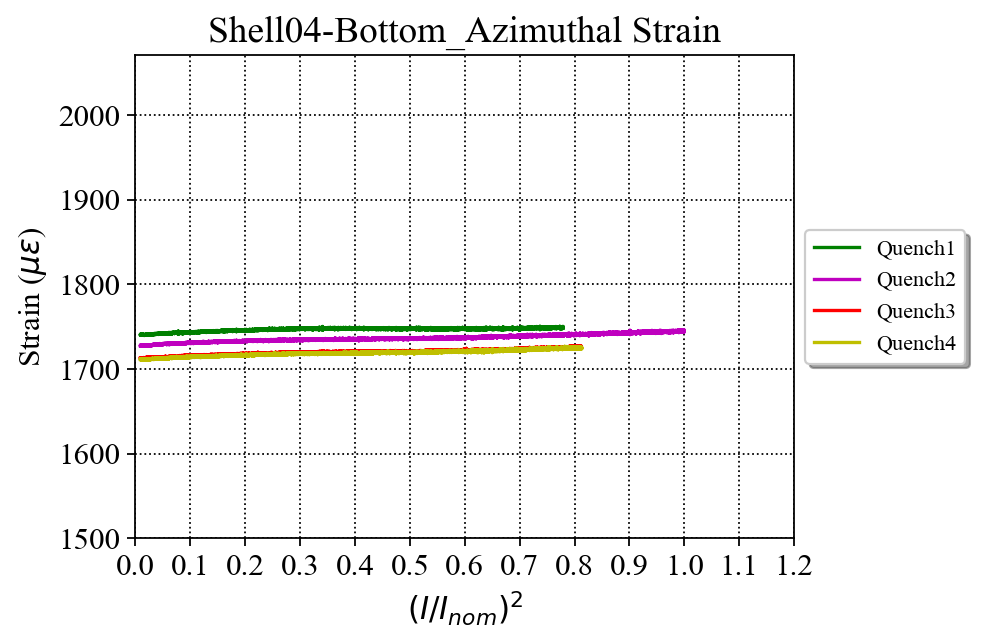 Shell04-Bottom_Azimuthal Strain
Strain (με)
2000
1900
1800
1700
1600
1500
0.0 0.1 0.2 0.3 0.4 0.5 0.6 0.7 0.8 0.9 1.0 1.1 1.2
(I/I_nom)²
Quench1
Quench2
Quench3
Quench4